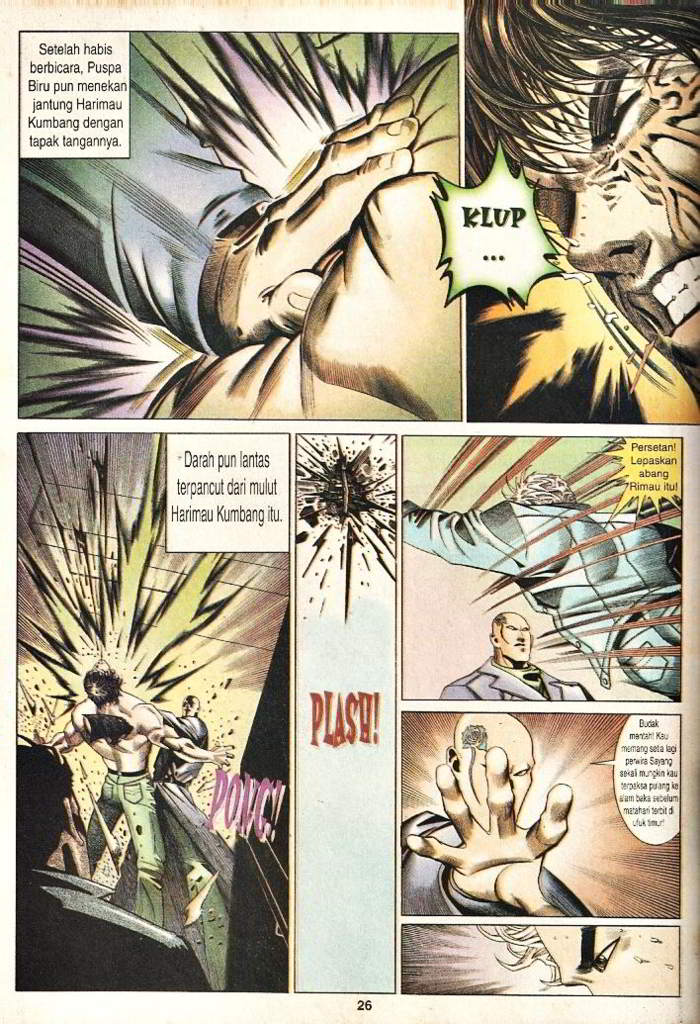 Setelah habis
berbicara, Puspa
Biru pun menekan
jantung Harimau
Kumbang dengan
tapak tangannya.
KLUP
...
Darah pun lantas
terpancut dari mulut
Harimau Kumbang itu.
PONG!
PLASH!
Persetan!
Lepaskan
abang
Rimau itu!
Budak
mentah! Kau
memang setia lagi
perwira Sayang
sekali mungkin kau
terpaksa pulang ke
alam baka sebelum
matahari terbit di
ufuk timur!
26